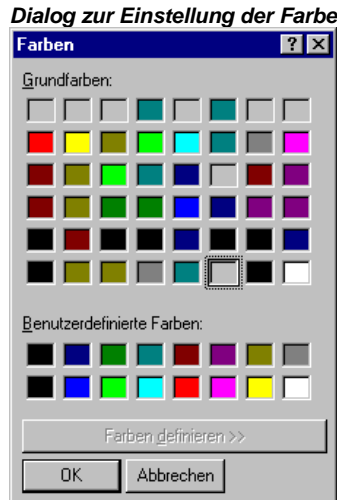 Dialog zur Einstellung der Farbe
Farben
Grundfarben:
Benutzerdefinierte Farben:
Farben definieren >>
OK Abbrechen